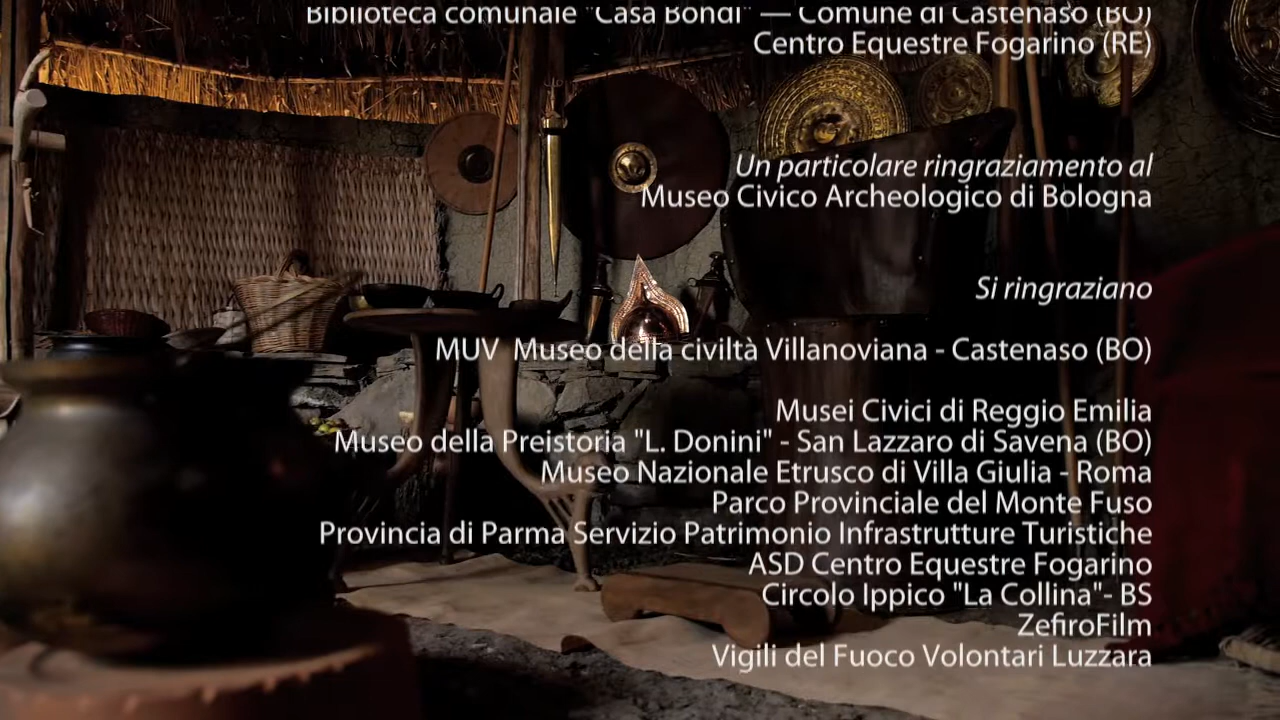 Biblioteca comunale "Casa Bondi" — Comune di Castenaso (BO)
Centro Equestre Fogarino (RE)
Un particolare ringraziamento al
Museo Civico Archeologico di Bologna
Si ringraziano
MUV Museo della civiltà Villanoviana - Castenaso (BO)
Musei Civici di Reggio Emilia
Museo della Preistoria "L. Donini" - San Lazzaro di Savena (BO)
Museo Nazionale Etrusco di Villa Giulia - Roma
Parco Provinciale del Monte Fuso
Provincia di Parma Servizio Patrimonio Infrastrutture Turistiche
ASD Centro Equestre Fogarino
Circolo Ippico "La Collina"- BS
ZefiroFilm
Vigili del Fuoco Volontari Luzzara